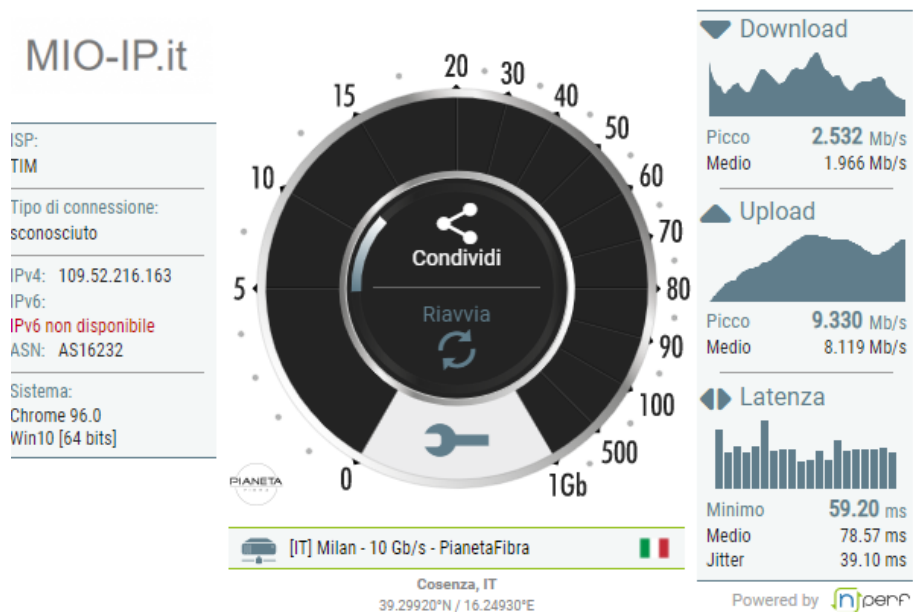 MIO-IP.it
ISP:
TIM
Tipo di connessione:
sconosciuto
IPv4: 109.52.216.163
IPv6:
IPv6 non disponibile
ASN: AS16232
Sistema:
Chrome 96.0
Win10 [64 bits]
0
5
10
15
20
30
40
50
60
70
80
90
100
500
1Gb
Condividi
Riavvia
PIANETA
FIBRA
[IT] Milan - 10 Gb/s - PianetaFibra
Cosenza, IT
39.29920°N / 16.24930°E
Download
Picco 2.532 Mb/s
Medio 1.966 Mb/s
Upload
Picco 9.330 Mb/s
Medio 8.119 Mb/s
Latenza
Minimo 59.20 ms
Medio 78.57 ms
Jitter 39.10 ms
Powered by nperf